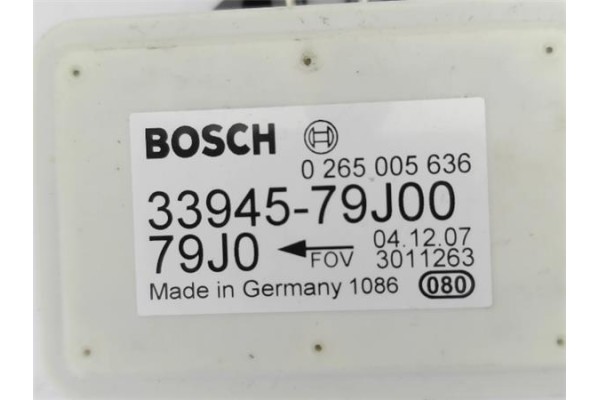 BOSCH
0 265 005 636
33945-79J00
79J0 FOV 04.12.07
3011263
Made in Germany 1086 080